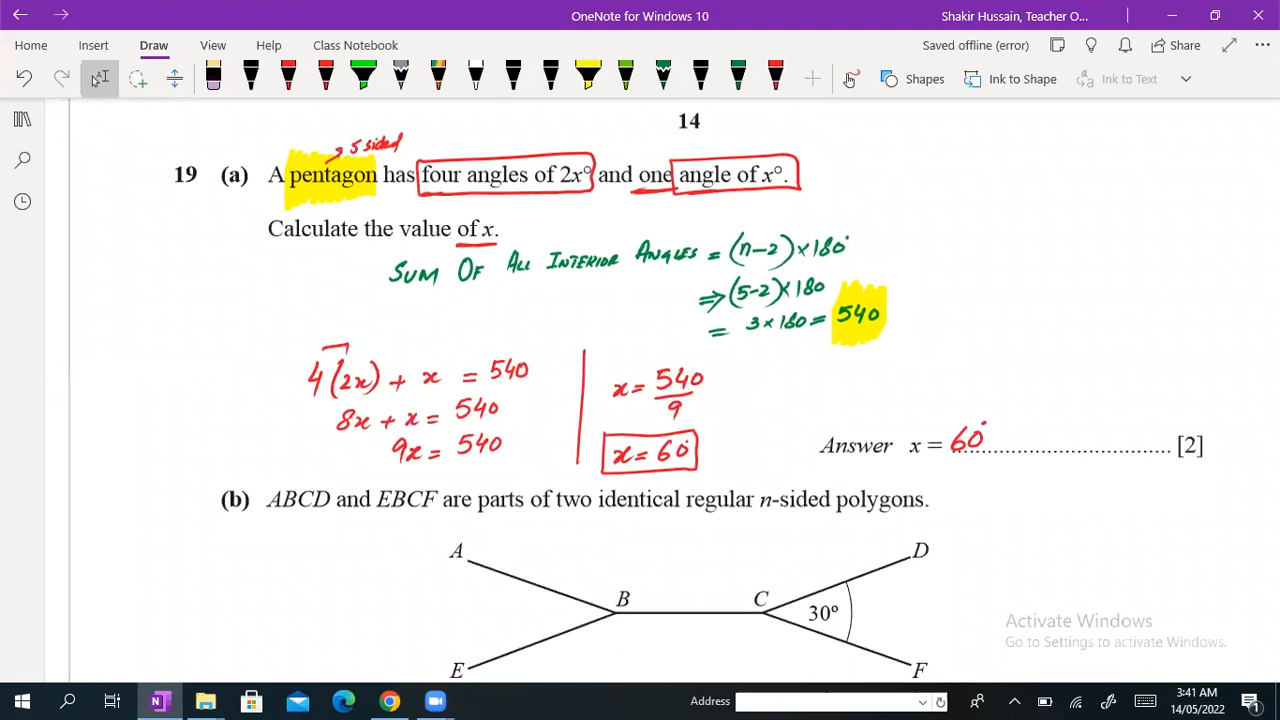 OneNote for Windows 10
Shakir Hussain, Teacher O...
Home Insert Draw View Help Class Notebook
Saved offline (error) Share
Shapes Ink to Shape Ink to Text
14
5 sided
19 (a) A pentagon has four angles of 2x° and one angle of x°.
Calculate the value of x.
SUM OF ALL INTERIOR ANGLES = (n-2)×180°
⇒ (5-2)×180
= 3×180 = 540
4(2x) + x = 540
8x + x = 540
9x = 540
x = 540/9
x = 60°
Answer x = 60° [2]
(b) ABCD and EBCF are parts of two identical regular n-sided polygons.
A D
B C
30°
E F
Activate Windows
Go to Settings to activate Windows.
Address
3:41 AM
14/05/2022
1